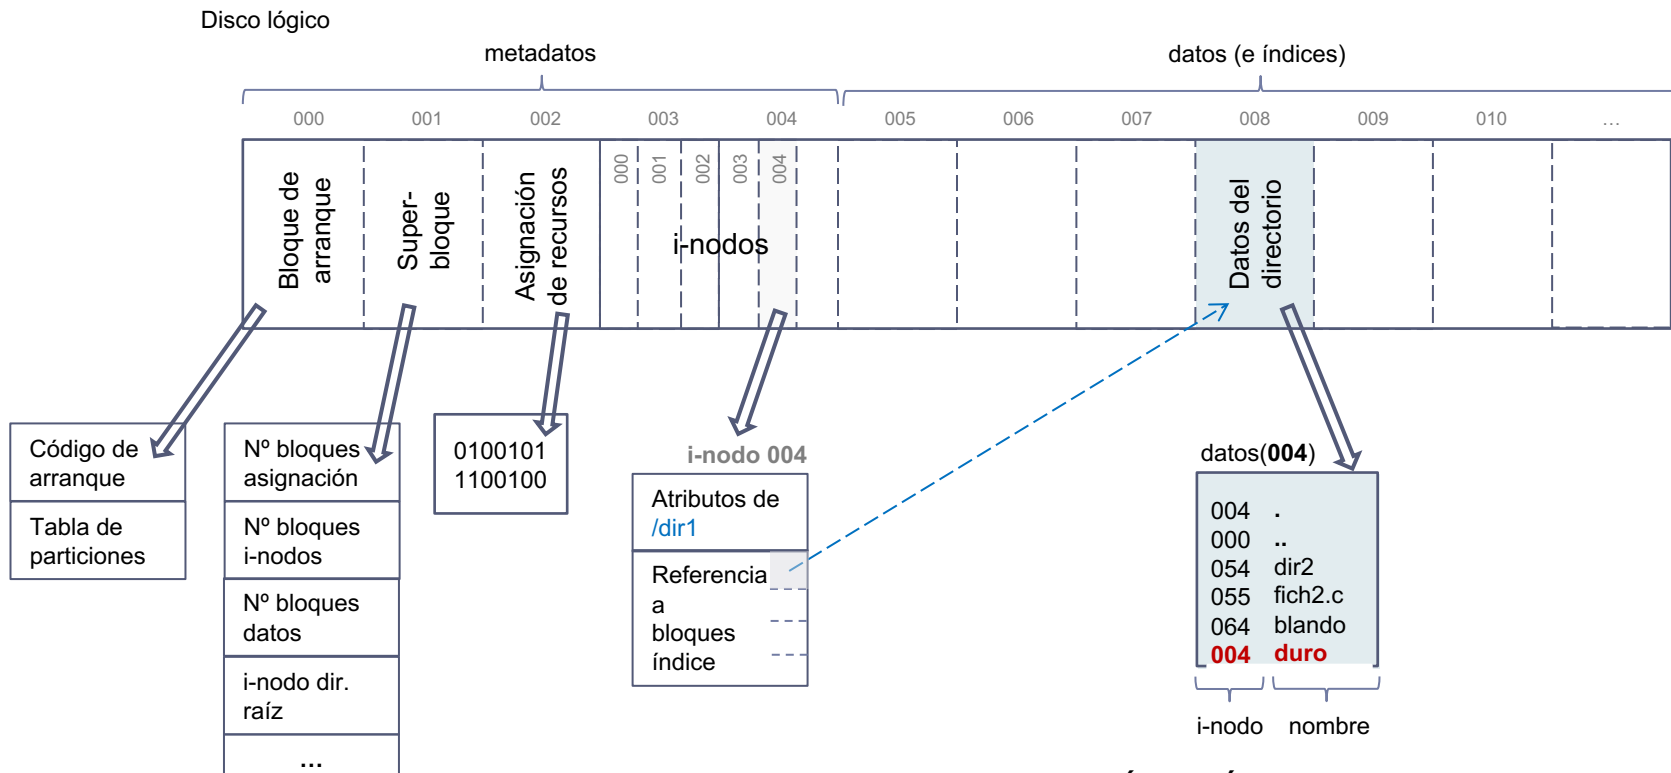 Disco lógico
metadatos
datos (e índices)
000 001 002 003 004 005 006 007 008 009 010 ...
Bloque de
arranque
Super-
bloque
Asignación
de recursos
000 001 002 003 004
i-nodos
Datos del
directorio
Código de
arranque
Tabla de
particiones
Nº bloques
asignación
Nº bloques
i-nodos
Nº bloques
datos
i-nodo dir.
raíz
...
0100101
1100100
i-nodo 004
Atributos de
/dir1
Referencia
a
bloques
índice
datos(004)
004 .
000 ..
054 dir2
055 fich2.c
064 blando
004 duro
i-nodo nombre